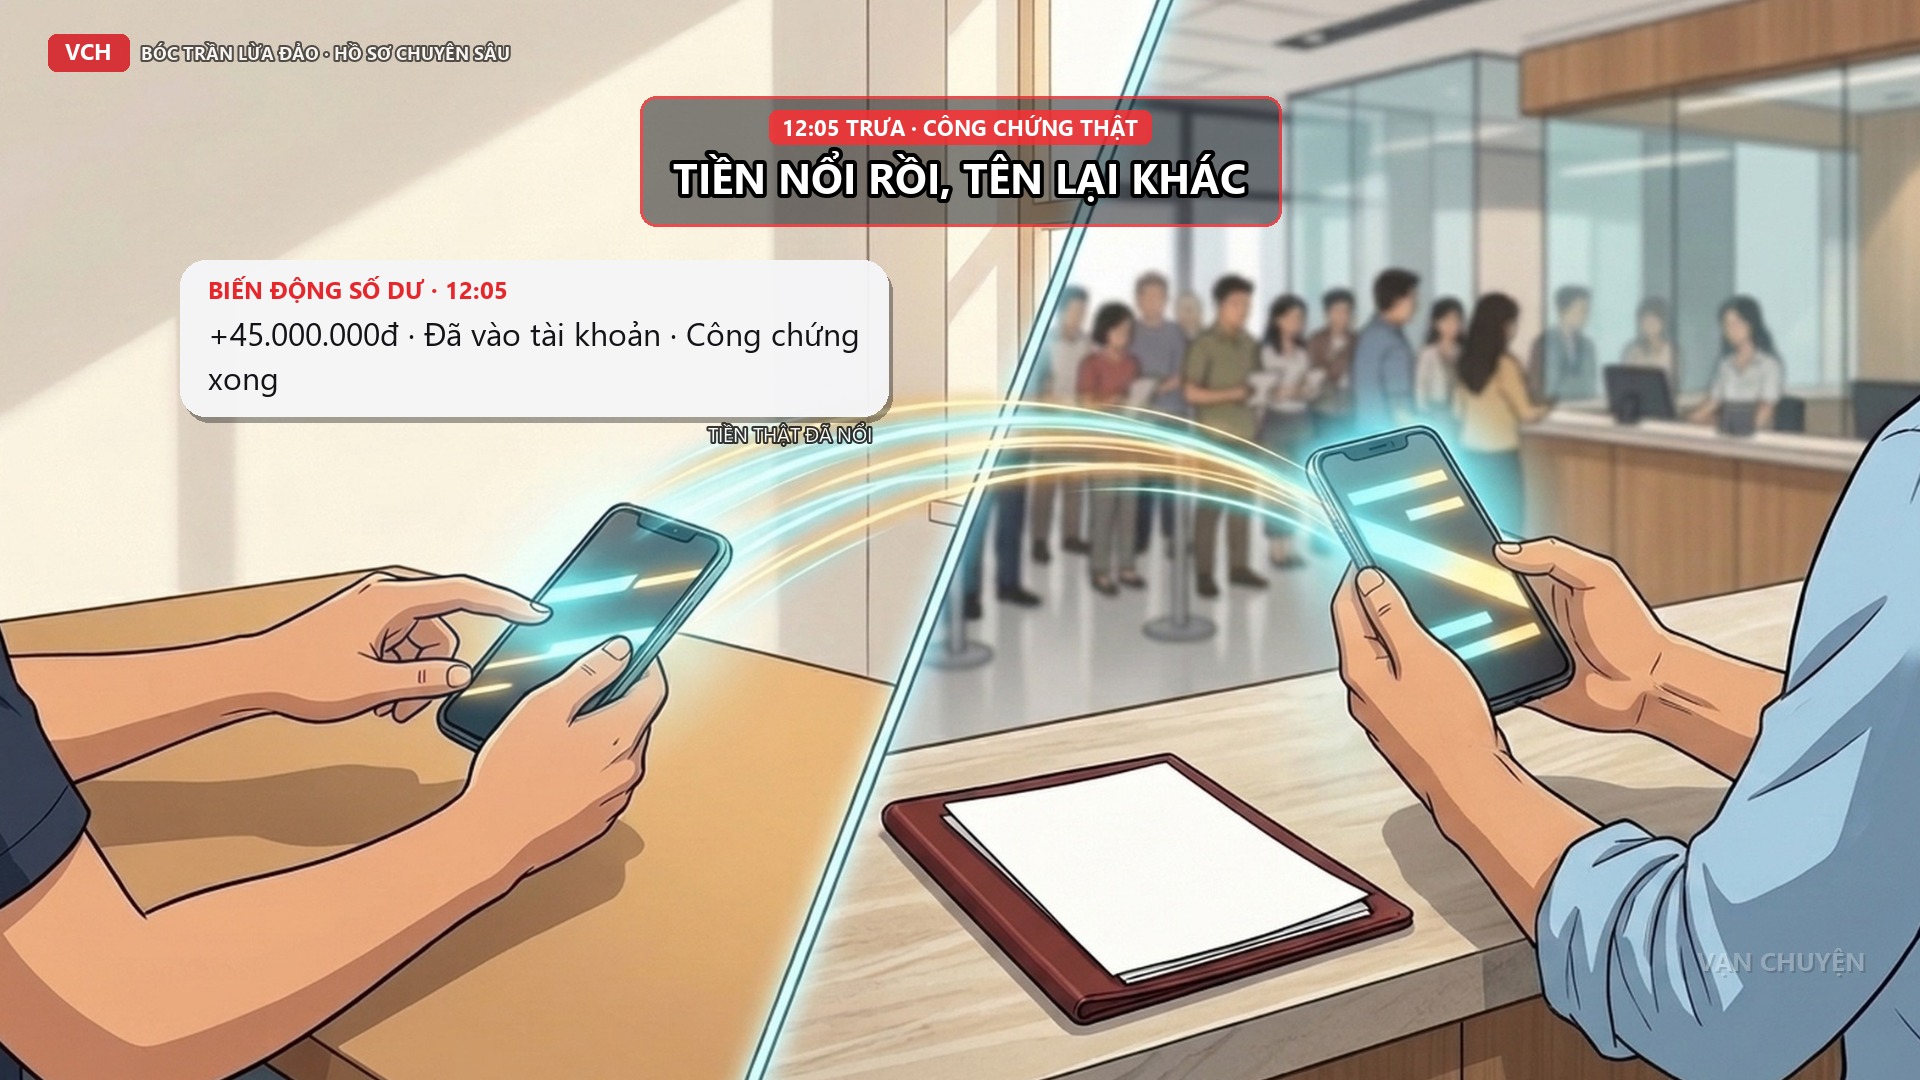 VCH
BÓC TRẦN LỪA ĐẢO · HỒ SƠ CHUYÊN SÂU
12:05 TRƯA · CÔNG CHỨNG THẬT
TIỀN NỔI RỒI, TÊN LẠI KHÁC
BIẾN ĐỘNG SỐ DƯ · 12:05
+45.000.000đ · Đã vào tài khoản · Công chứng
xong
TIỀN THẬT ĐÃ NỔI
VẠN CHUYỆN